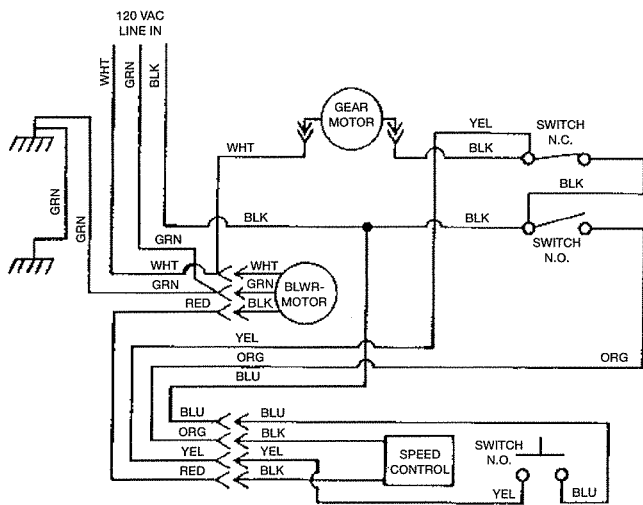 120 VAC
LINE IN
WHT
GRN
BLK
GEAR
MOTOR
YEL
SWITCH
N.C.
WHT
BLK
BLK
GRN
GRN
BLK
BLK
GRN
SWITCH
N.O.
WHT
WHT
GRN
GRN
BLWR-
MOTOR
RED
BLK
YEL
ORG
ORG
BLU
BLU
BLU
ORG
BLK
YEL
YEL
SPEED
CONTROL
SWITCH
N.O.
RED
BLK
YEL
BLU